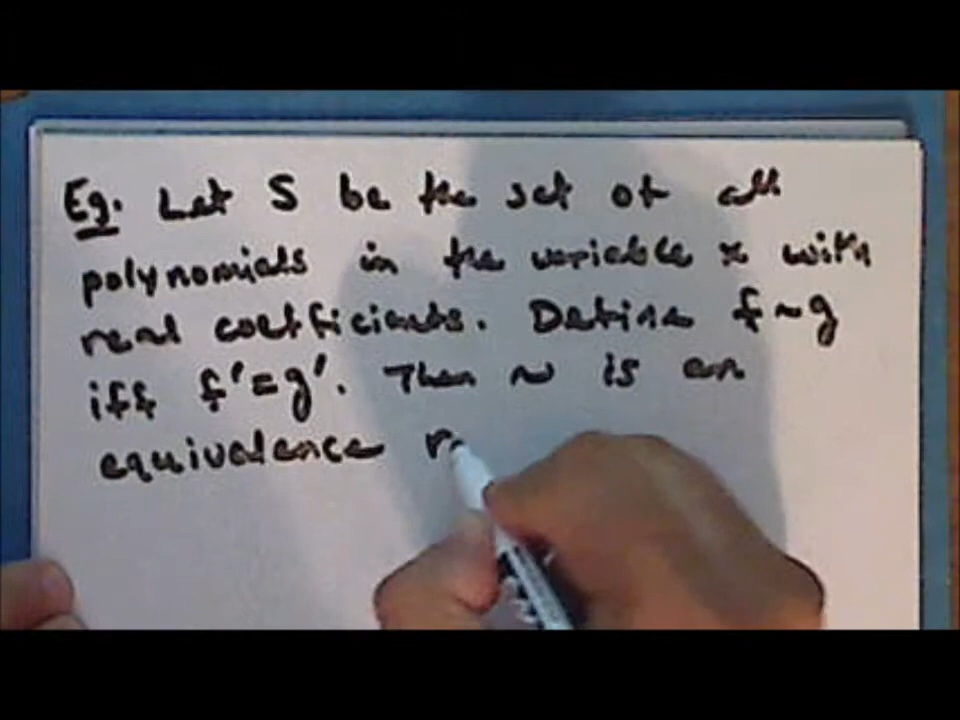 Eg. Let S be the set of all
polynomials in the variable x with
real coefficients. Define f~g
iff f'=g'. Then ~ is an
equivalence r